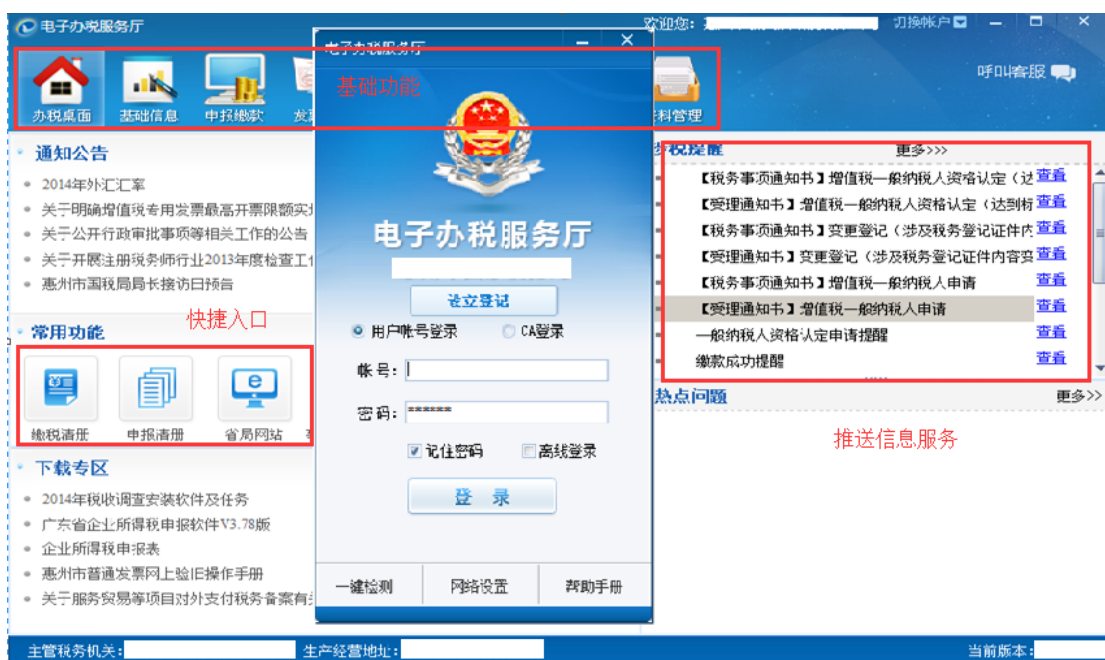 电子办税服务厅
欢迎您:
切换帐户
呼叫客服
办税桌面
基础信息
申报缴款
发票
料管理
基础功能
通知公告
2014年外汇汇率
关于明确增值税专用发票最高开票限额实
关于公开行政审批事项等相关工作的公告
关于开展注册税务师行业2013年度检查工
惠州市国税局局长接访日预告
常用功能
快捷入口
缴税清册
申报清册
省局网站
下载专区
2014年税收调查安装软件及任务
广东省企业所得税申报软件V3.78版
企业所得税申报表
惠州市普通发票网上验旧操作手册
关于服务贸易等项目对外支付税务备案有
电子办税服务厅
电子办税服务厅
设立登记
用户帐号登录
CA登录
帐号:
密码: ******
记住密码
离线登录
登 录
一键检测
网络设置
帮助手册
涉税提醒
更多>>>
【税务事项通知书】增值税一般纳税人资格认定(达 查看
【受理通知书】增值税一般纳税人资格认定(达到标 查看
【税务事项通知书】变更登记(涉及税务登记证件内 查看
【受理通知书】变更登记(涉及税务登记证件内容变 查看
【税务事项通知书】增值税一般纳税人申请 查看
【受理通知书】增值税一般纳税人申请 查看
一般纳税人资格认定申请提醒 查看
缴款成功提醒 查看
热点问题
更多>>
推送信息服务
主管税务机关:
生产经营地址:
当前版本: